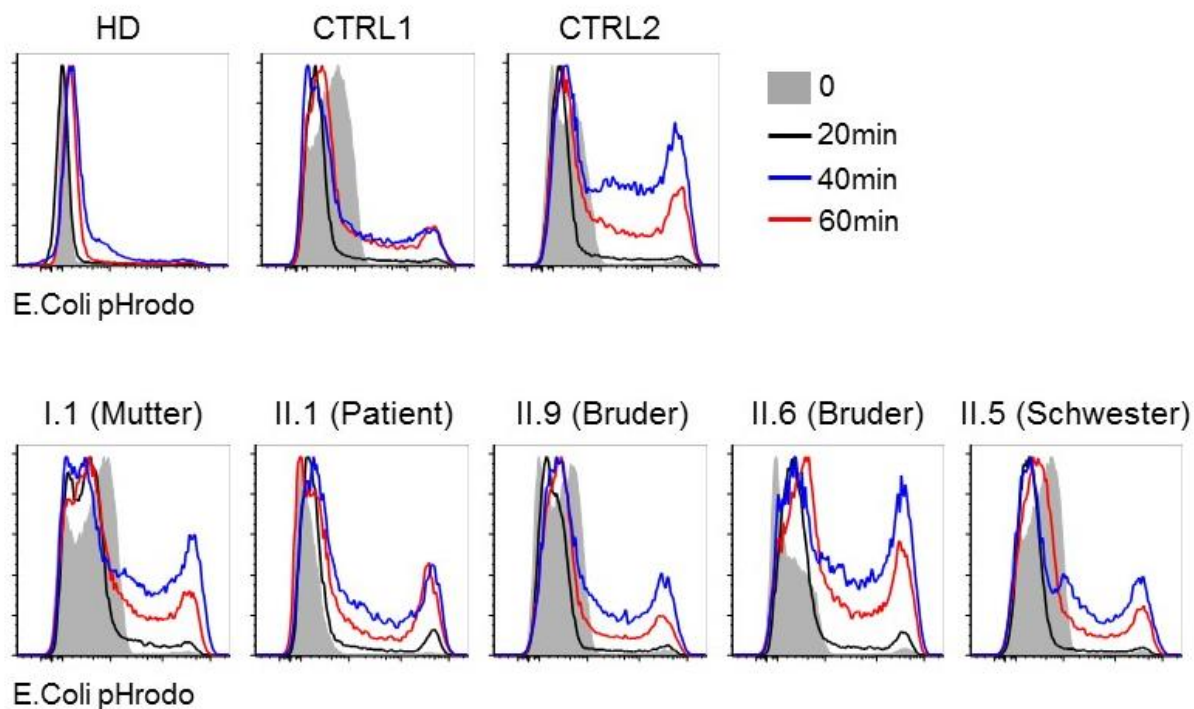 HD
CTRL1
CTRL2
0
20min
40min
60min
E.Coli pHrodo
I.1 (Mutter)
II.1 (Patient)
II.9 (Bruder)
II.6 (Bruder)
II.5 (Schwester)
E.Coli pHrodo